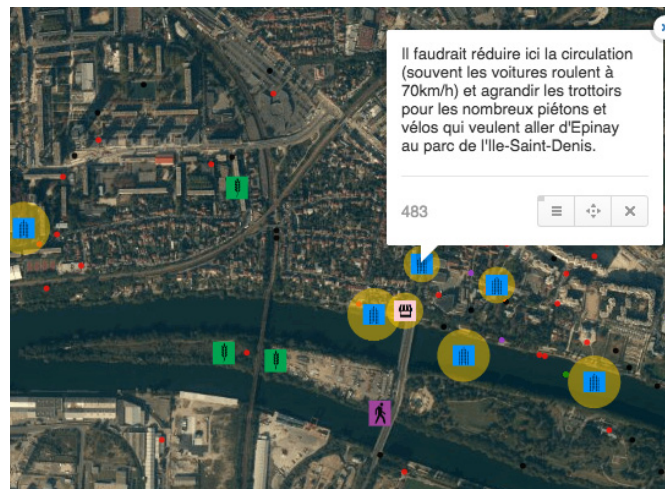 Il faudrait réduire ici la circulation
(souvent les voitures roulent à
70km/h) et agrandir les trottoirs
pour les nombreux piétons et
vélos qui veulent aller d'Epinay
au parc de l'Ile-Saint-Denis.
483